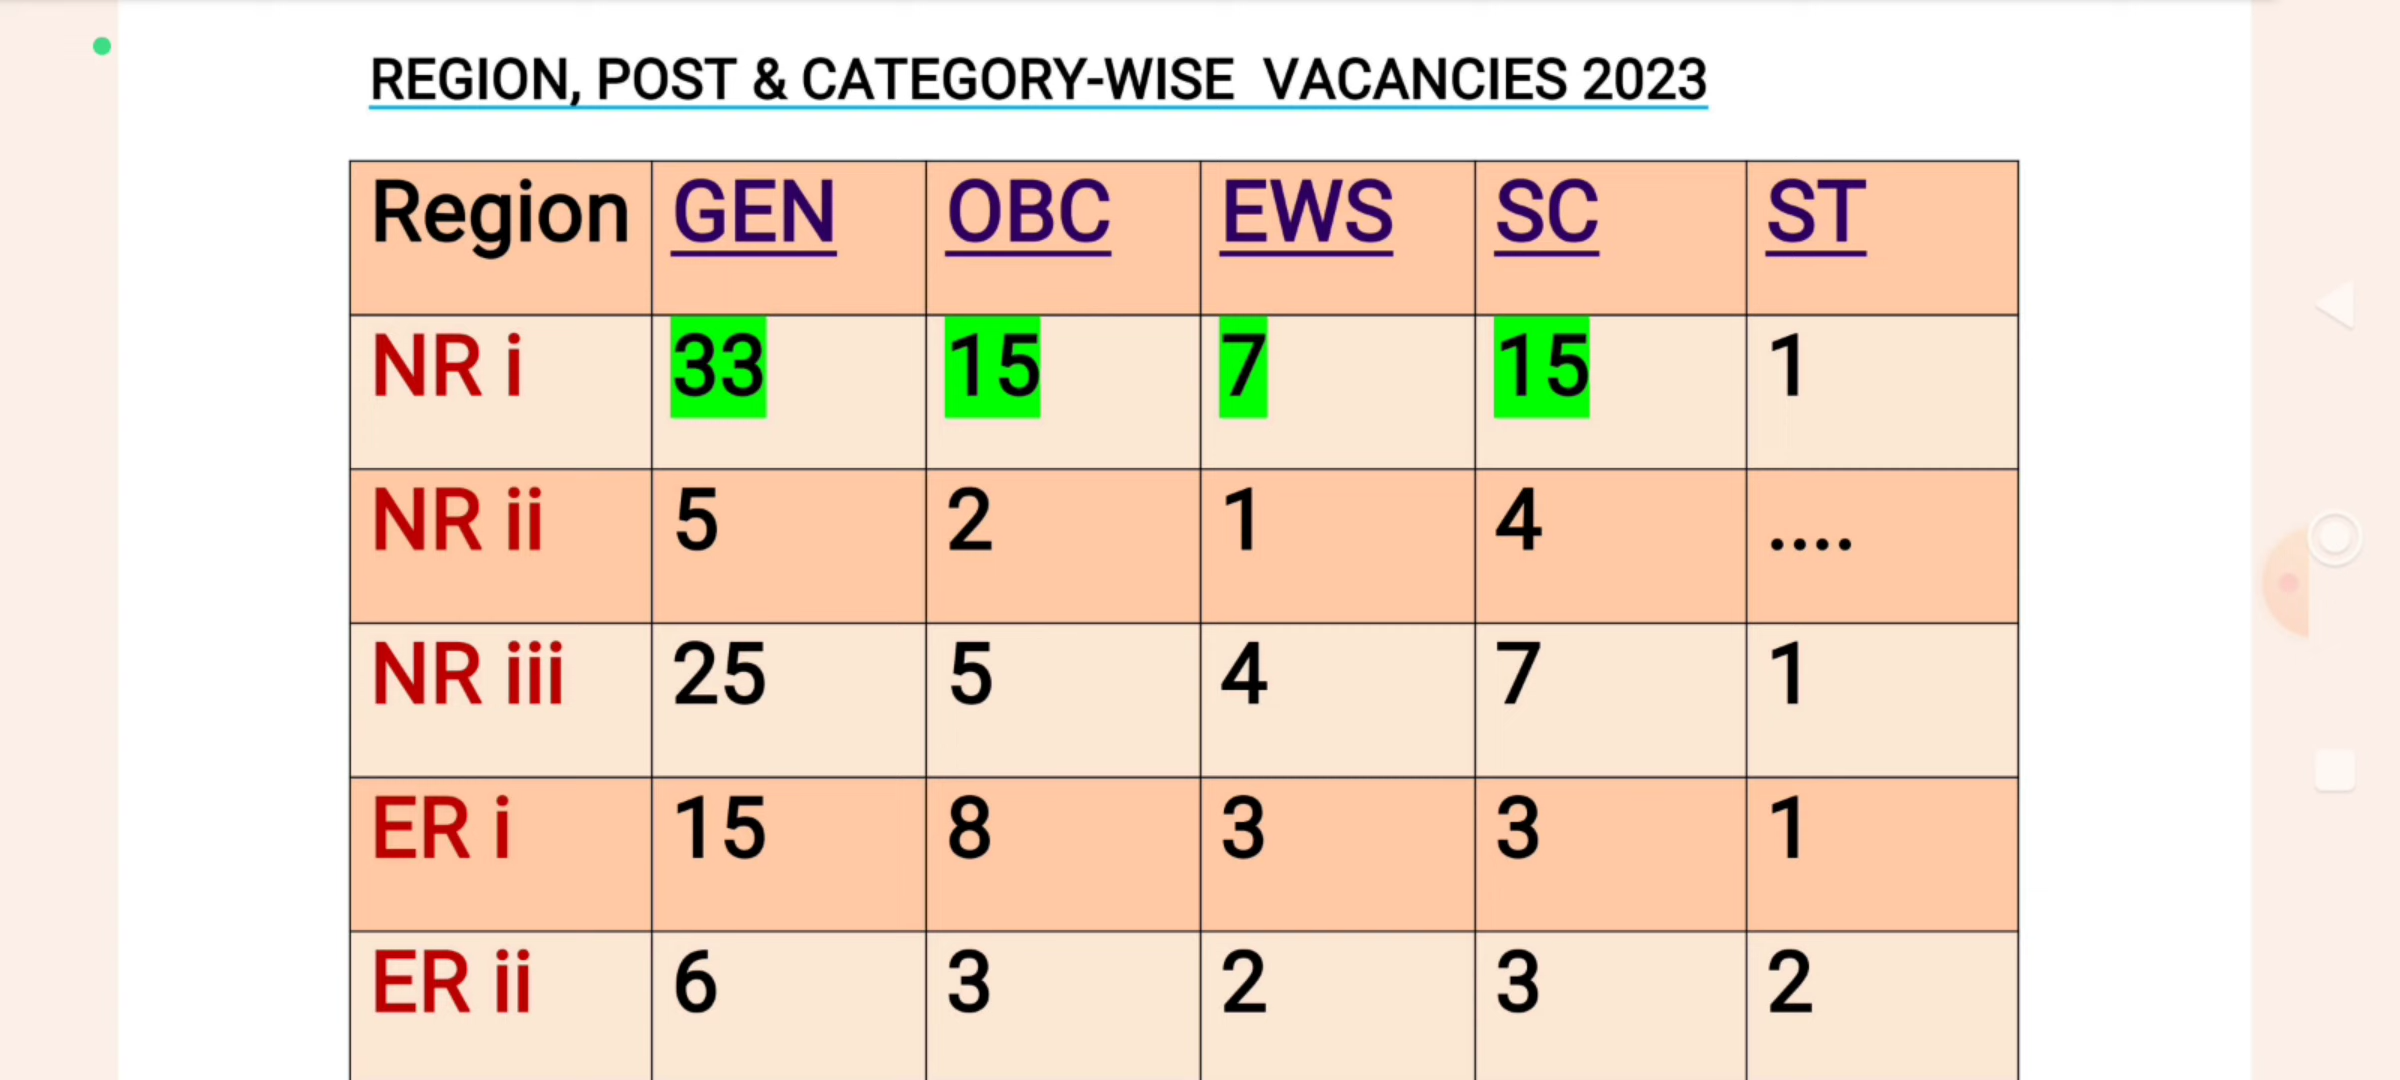 REGION, POST & CATEGORY-WISE VACANCIES 2023
Region GEN OBC EWS SC ST
NR i 33 15 7 15 1
NR ii 5 2 1 4 ....
NR iii 25 5 4 7 1
ER i 15 8 3 3 1
ER ii 6 3 2 3 2